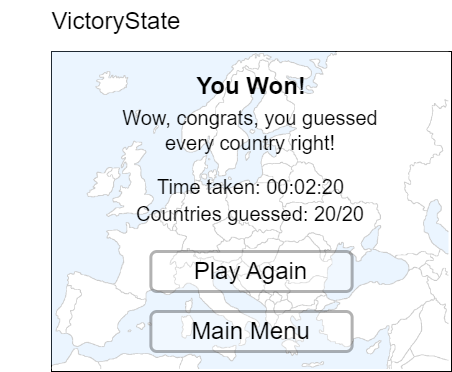 VictoryState
You Won!
Wow, congrats, you guessed
every country right!
Time taken: 00:02:20
Countries guessed: 20/20
Play Again
Main Menu